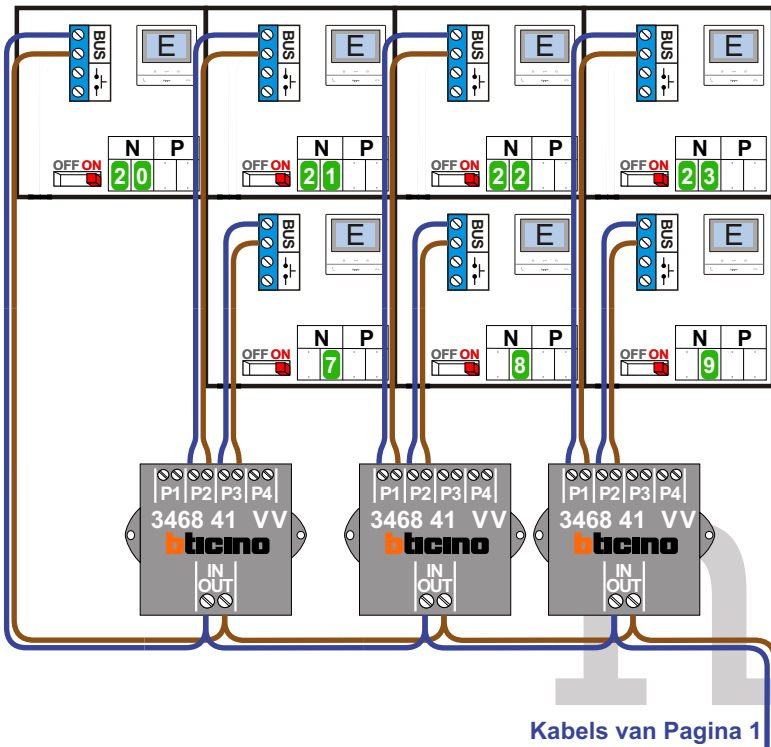 BUS E BUS E BUS E BUS E
N P N P N P N P
OFF ON 2 0 OFF ON 2 1 OFF ON 2 2 OFF ON 2 3
BUS E BUS E BUS E
N P N P N P
OFF ON 7 OFF ON 8 OFF ON 9
P1 P2 P3 P4 P1 P2 P3 P4 P1 P2 P3 P4
3468 41 VV 3468 41 VV 3468 41 VV
bticino bticino bticino
IN IN IN
OUT OUT OUT
n
Kabels van Pagina 1